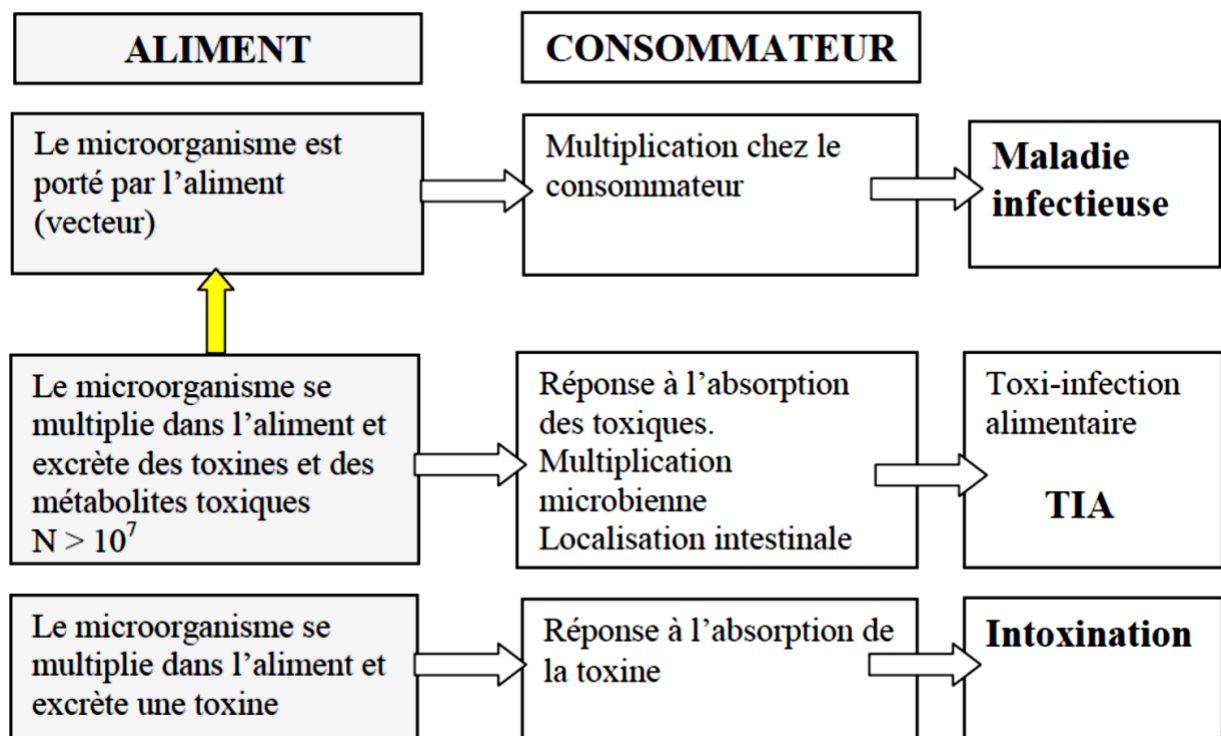 ALIMENT
CONSOMMATEUR
Le microorganisme est
porté par l’aliment
(vecteur)
Multiplication chez le
consommateur
Maladie
infectieuse
Le microorganisme se
multiplie dans l’aliment et
excrète des toxines et des
métabolites toxiques
N > 10⁷
Réponse à l’absorption
des toxiques.
Multiplication
microbienne
Localisation intestinale
Toxi-infection
alimentaire
TIA
Le microorganisme se
multiplie dans l’aliment et
excrète une toxine
Réponse à l’absorption de
la toxine
Intoxination